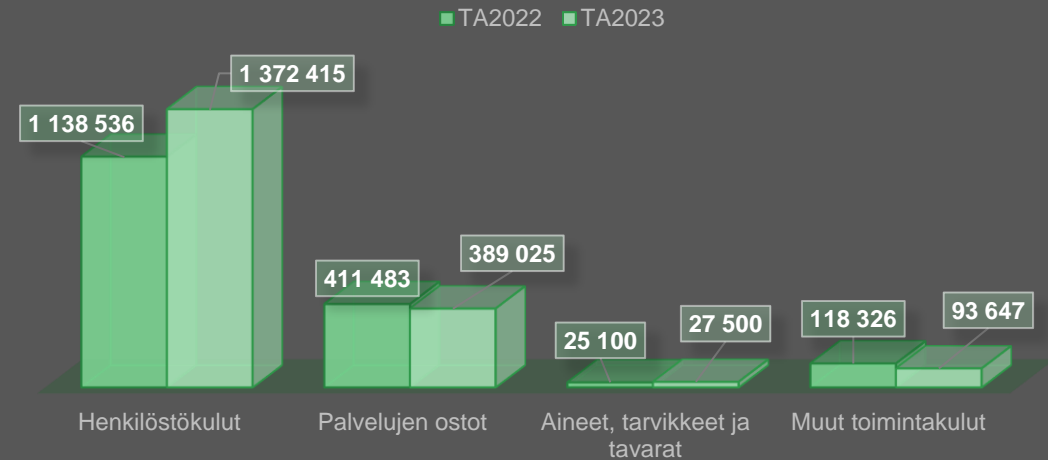 TA2022 TA2023
1 372 415
1 138 536
411 483
389 025
25 100
27 500
118 326
93 647
Henkilöstökulut
Palvelujen ostot
Aineet, tarvikkeet ja
tavarat
Muut toimintakulut